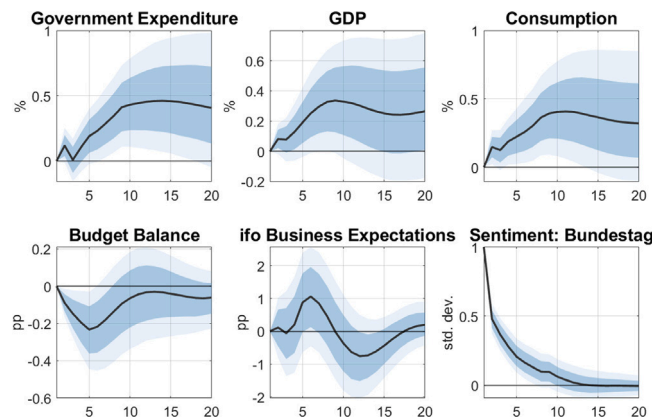 Government Expenditure
1
0.5
0
%
5 10 15 20
GDP
0.6
0.4
0.2
0
-0.2
%
5 10 15 20
Consumption
1
0.5
0
%
5 10 15 20
Budget Balance
0.2
0
-0.2
-0.4
-0.6
pp
5 10 15 20
ifo Business Expectations
2
1
0
-1
-2
pp
5 10 15 20
Sentiment: Bundestag
1
0.5
0
std. dev.
5 10 15 20